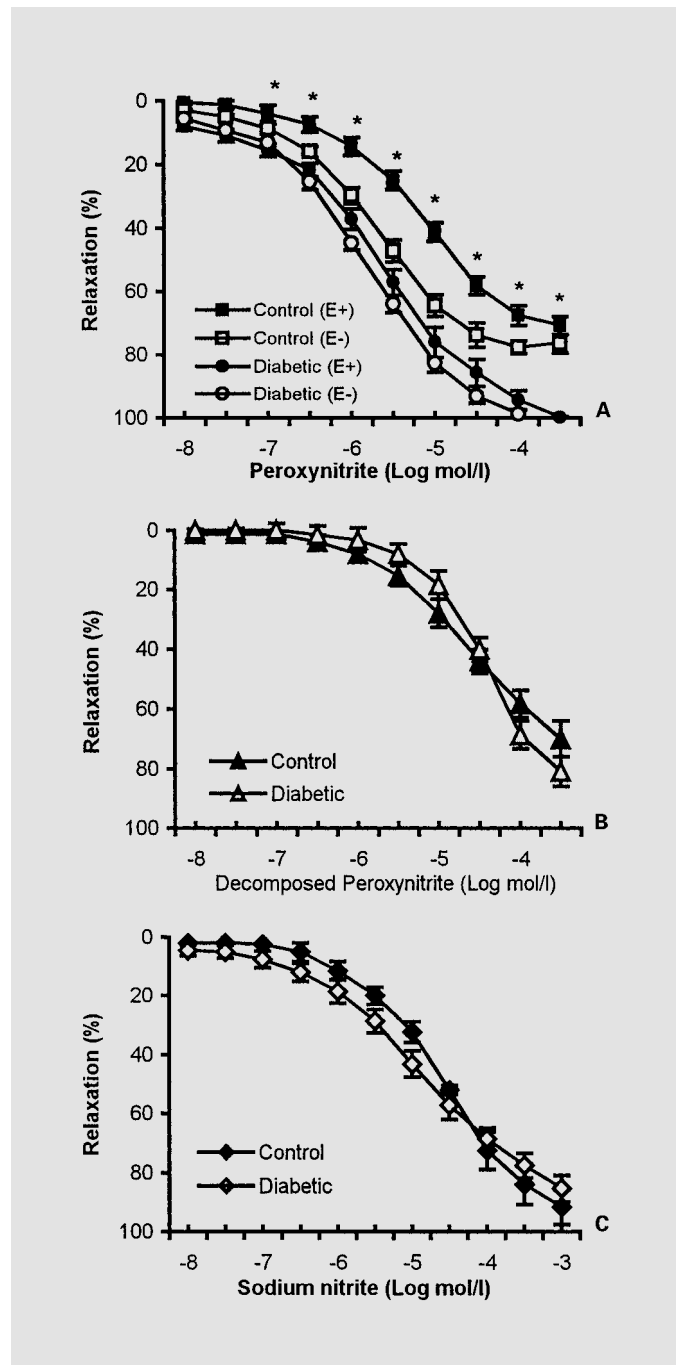 * * * * * * * *
0
20
40
60
80
100
Relaxation (%)
Control (E+)
Control (E-)
Diabetic (E+)
Diabetic (E-)
A
-8 -7 -6 -5 -4
Peroxynitrite (Log mol/l)
0
20
40
60
80
100
Relaxation (%)
Control
Diabetic
B
-8 -7 -6 -5 -4
Decomposed Peroxynitrite (Log mol/l)
0
20
40
60
80
100
Relaxation (%)
Control
Diabetic
C
-8 -7 -6 -5 -4 -3
Sodium nitrite (Log mol/l)